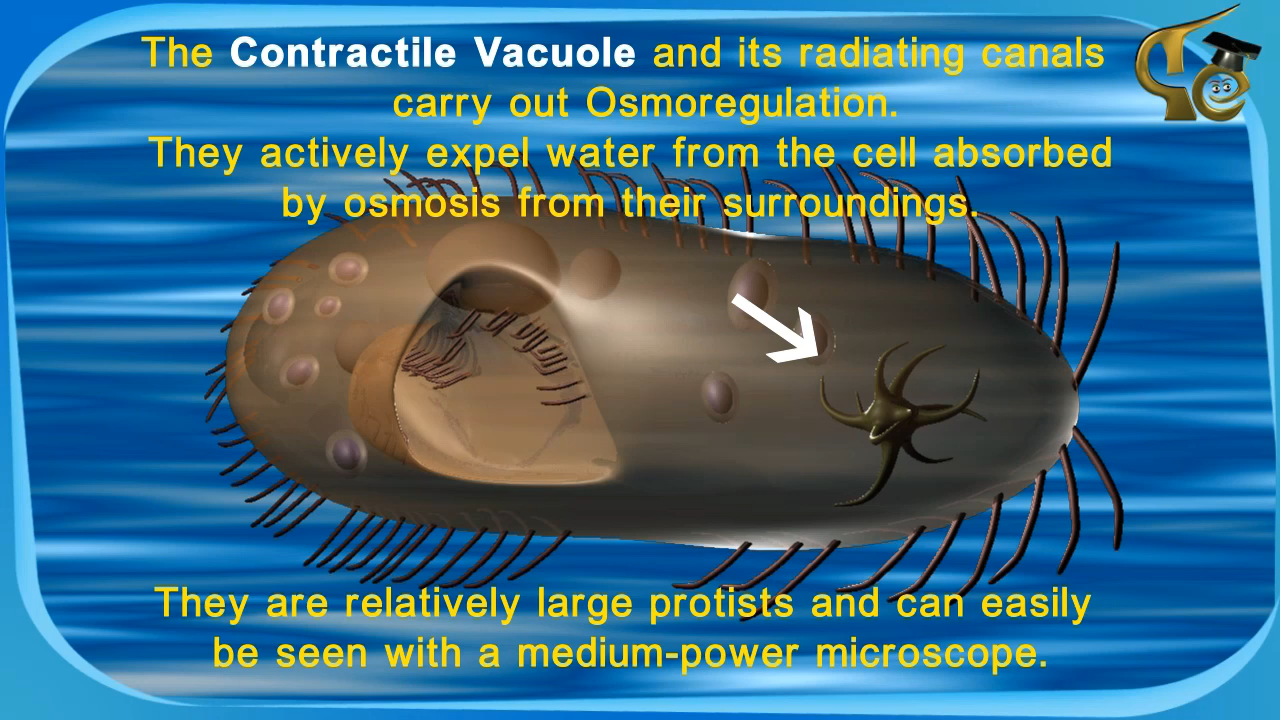 The Contractile Vacuole and its radiating canals
carry out Osmoregulation.
They actively expel water from the cell absorbed
by osmosis from their surroundings.
They are relatively large protists and can easily
be seen with a medium-power microscope.